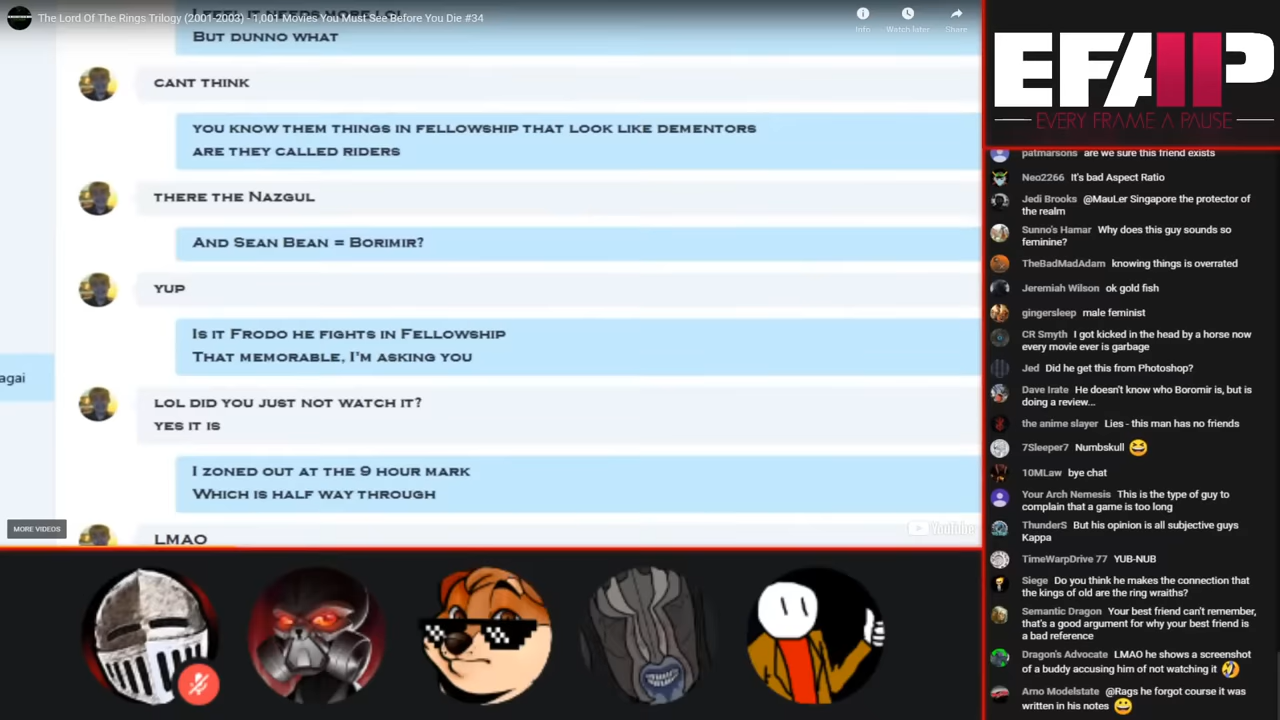 The Lord Of The Rings Trilogy (2001-2003) - 1,001 Movies You Must See Before You Die #34
Info
Watch later
Share
I feel it needs more lol
But dunno what
Cant think
You know them things in fellowship that look like dementors
Are they called riders
There the Nazgul
And Sean Bean = Borimir?
Yup
Is it Frodo he fights in Fellowship
That memorable, I'm asking you
agai
Lol did you just not watch it?
Yes it is
I zoned out at the 9 hour mark
Which is half way through
Lmao
MORE VIDEOS
YouTube
EFAP
EVERY FRAME A PAUSE
patmarsons are we sure this friend exists
Neo2266 It's bad Aspect Ratio
Jedi Brooks @MauLer Singapore the protector of
the realm
Sunno's Hamar Why does this guy sounds so
feminine?
TheBadMadAdam knowing things is overrated
Jeremiah Wilson ok gold fish
gingersleep male feminist
CR Smyth I got kicked in the head by a horse now
every movie ever is garbage
Jed Did he get this from Photoshop?
Dave Irate He doesn't know who Boromir is, but is
doing a review...
the anime slayer Lies - this man has no friends
7Sleeper7 Numbskull 😆
10MLaw bye chat
Your Arch Nemesis This is the type of guy to
complain that a game is too long
ThunderS But his opinion is all subjective guys
Kappa
TimeWarpDrive 77 YUB-NUB
Siege Do you think he makes the connection that
the kings of old are the ring wraiths?
Semantic Dragon Your best friend can't remember,
that's a good argument for why your best friend is
a bad reference
Dragon's Advocate LMAO he shows a screenshot
of a buddy accusing him of not watching it 🤣
Arno Modelstate @Rags he forgot course it was
written in his notes 😀